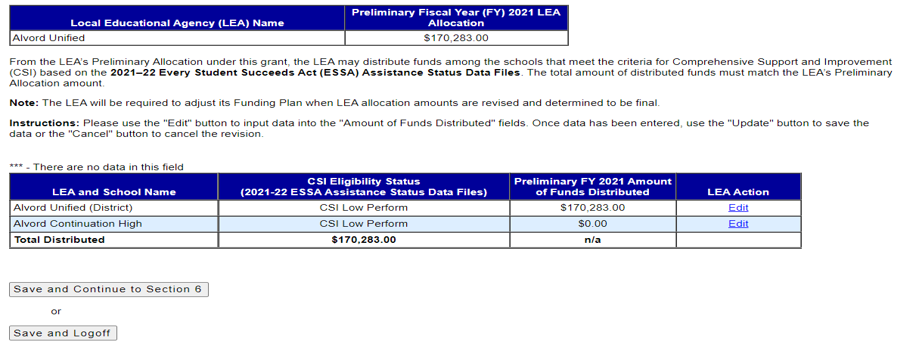 Local Educational Agency (LEA) Name
Preliminary Fiscal Year (FY) 2021 LEA
Allocation
Alvord Unified
$170,283.00
From the LEA's Preliminary Allocation under this grant, the LEA may distribute funds among the schools that meet the criteria for Comprehensive Support and Improvement
(CSI) based on the 2021–22 Every Student Succeeds Act (ESSA) Assistance Status Data Files. The total amount of distributed funds must match the LEA's Preliminary
Allocation amount.
Note: The LEA will be required to adjust its Funding Plan when LEA allocation amounts are revised and determined to be final.
Instructions: Please use the "Edit" button to input data into the "Amount of Funds Distributed" fields. Once data has been entered, use the "Update" button to save the
data or the "Cancel" button to cancel the revision.
*** - There are no data in this field
LEA and School Name
CSI Eligibility Status
(2021-22 ESSA Assistance Status Data Files)
Preliminary FY 2021 Amount
of Funds Distributed
LEA Action
Alvord Unified (District)
CSI Low Perform
$170,283.00
Edit
Alvord Continuation High
CSI Low Perform
$0.00
Edit
Total Distributed
$170,283.00
n/a
Save and Continue to Section 6
or
Save and Logoff